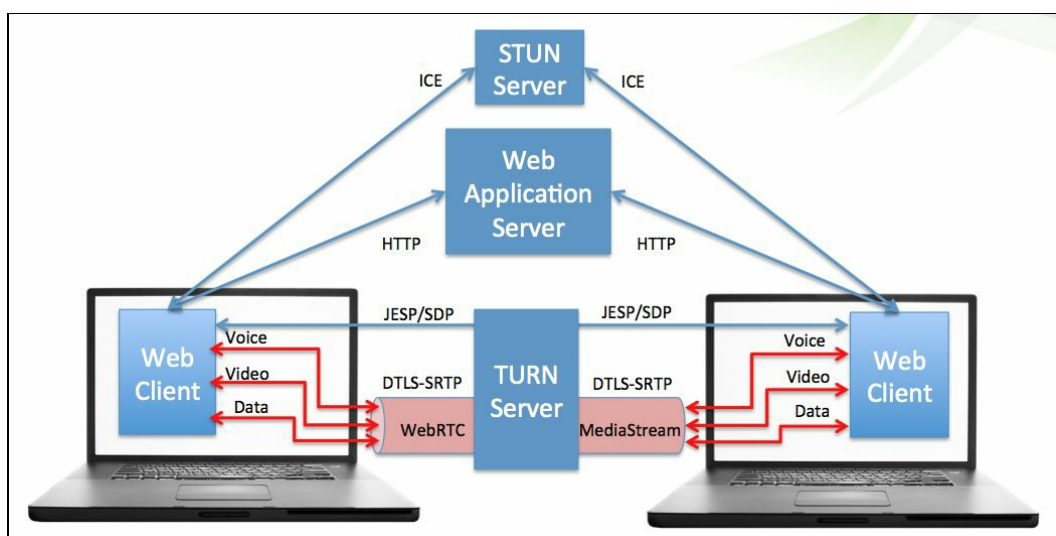 STUN
Server
ICE
ICE
Web
Application
Server
HTTP
HTTP
JESP/SDP
JESP/SDP
Web
Client
Voice
Video
Data
DTLS-SRTP
WebRTC
TURN
Server
DTLS-SRTP
MediaStream
Voice
Video
Data
Web
Client